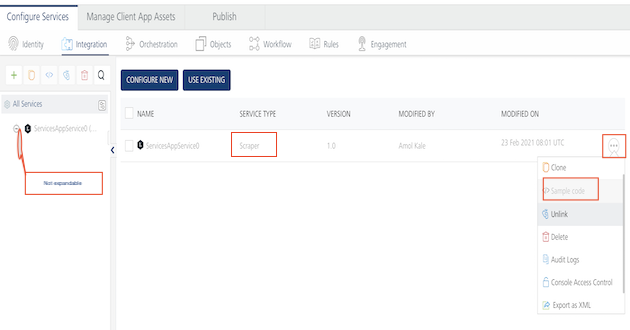 Configure Services
Manage Client App Assets
Publish
Identity
Integration
Orchestration
Objects
Workflow
Rules
Engagement
CONFIGURE NEW
USE EXISTING
All Services
ServicesAppService0 (...
Non expandable
NAME
SERVICE TYPE
VERSION
MODIFIED BY
MODIFIED ON
ServicesAppService0
Scraper
1.0
Amol Kale
23 Feb 2021 08:01 UTC
Clone
Sample code
Unlink
Delete
Audit Logs
Console Access Control
Export as XML